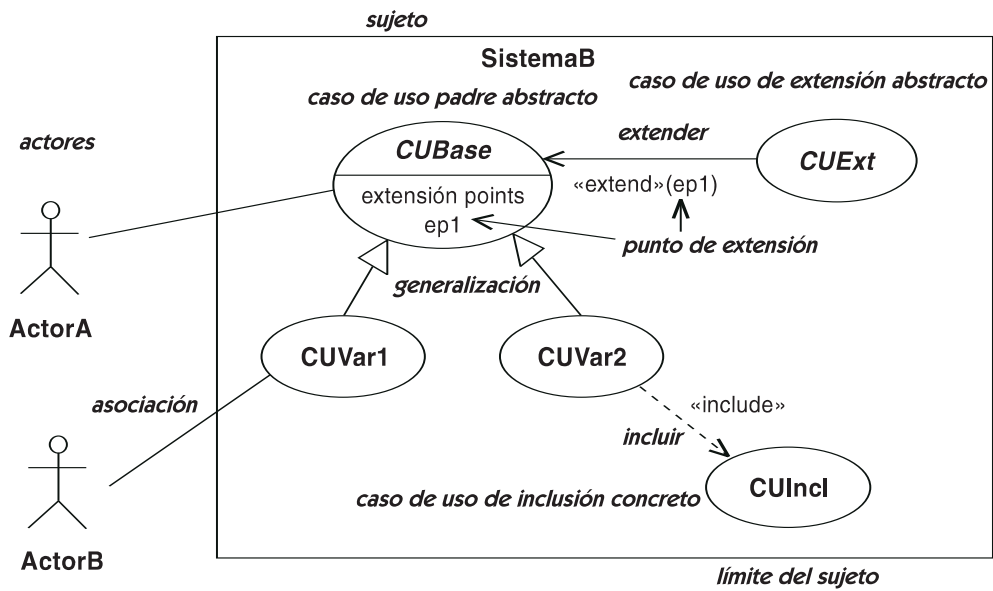 sujeto
SistemaB
caso de uso padre abstracto
caso de uso de extensión abstracto
actores
CUBase
extender
CUExt
extensión points
«extend»(ep1)
ep1
punto de extensión
generalización
ActorA
CUVar1
CUVar2
asociación
«include»
incluir
CUIncl
caso de uso de inclusión concreto
ActorB
límite del sujeto